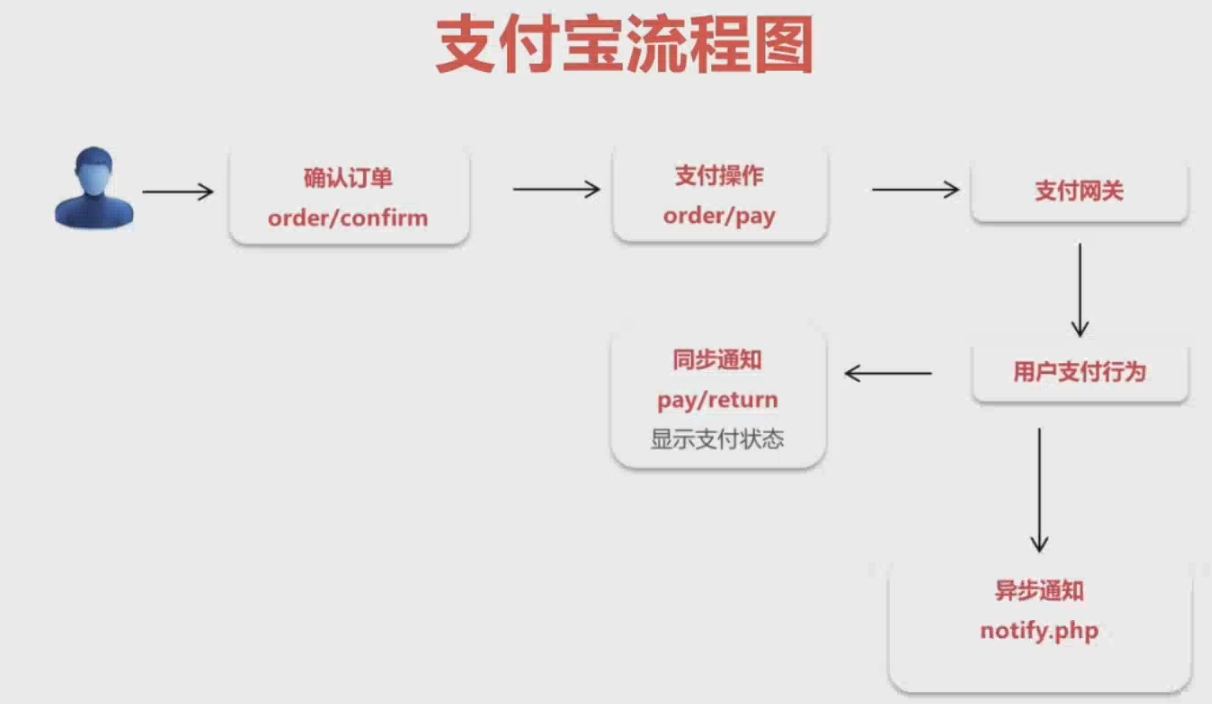 支付宝流程图
确认订单
order/confirm
支付操作
order/pay
支付网关
同步通知
pay/return
显示支付状态
用户支付行为
异步通知
notify.php